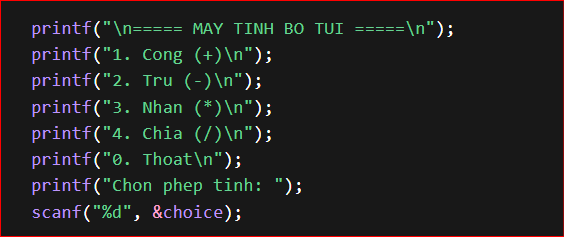 printf("\n===== MAY TINH BO TUI =====\n");
printf("1. Cong (+)\n");
printf("2. Tru (-)\n");
printf("3. Nhan (*)\n");
printf("4. Chia (/)\n");
printf("0. Thoat\n");
printf("Chon phep tinh: ");
scanf("%d", &choice);